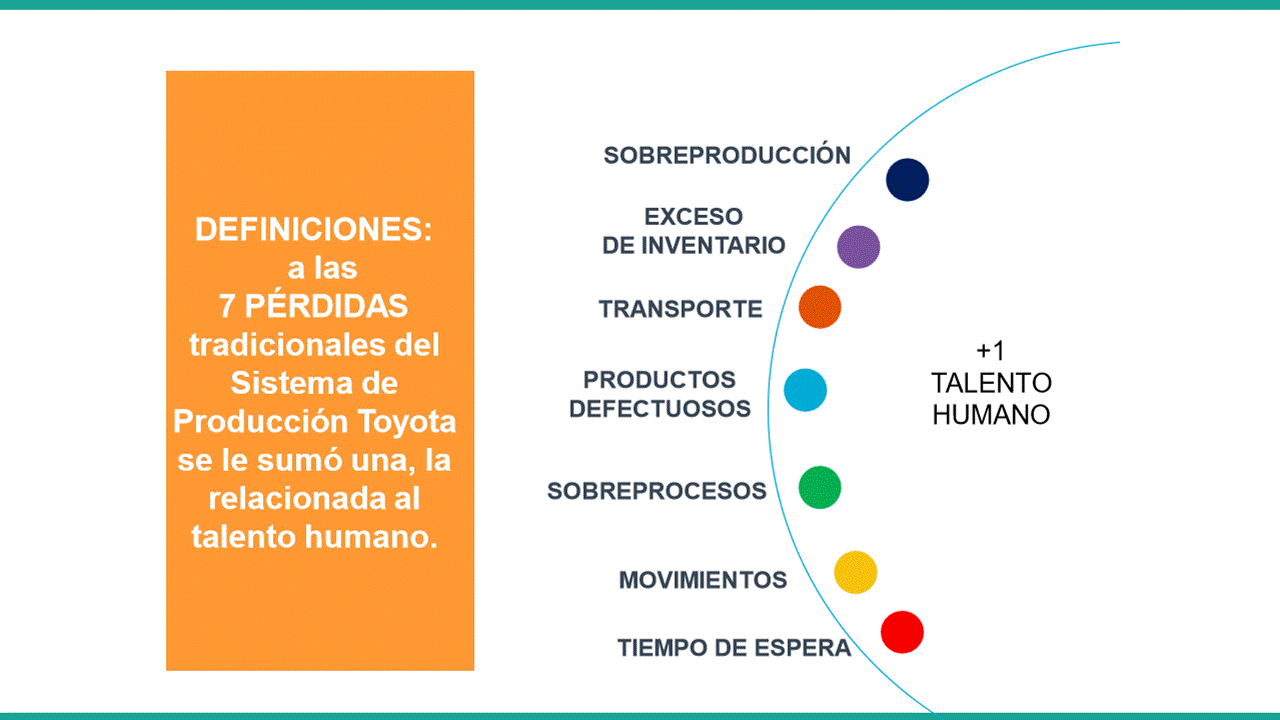 DEFINICIONES:
a las
7 PÉRDIDAS
tradicionales del
Sistema de
Producción Toyota
se le sumó una, la
relacionada al
talento humano.
SOBREPRODUCCIÓN
EXCESO
DE INVENTARIO
TRANSPORTE
PRODUCTOS
DEFECTUOSOS
SOBREPROCESOS
MOVIMIENTOS
TIEMPO DE ESPERA
+1
TALENTO
HUMANO